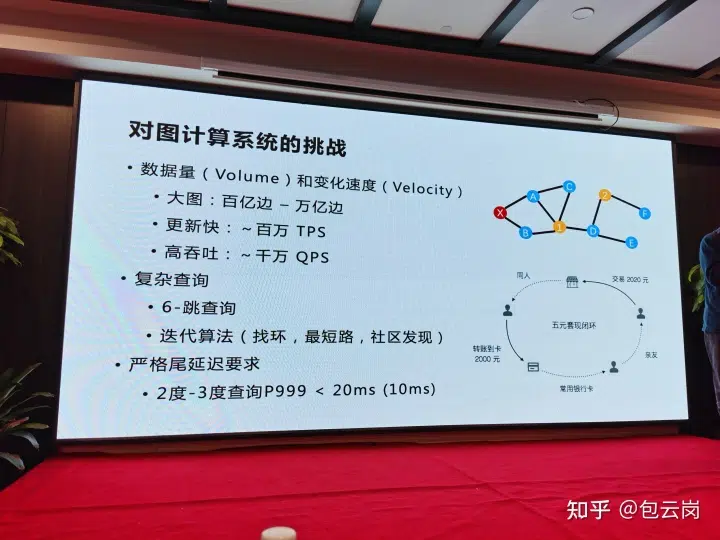 对图计算系统的挑战
• 数据量（Volume）和变化速度（Velocity）
• 大图：百亿边 – 万亿边
• 更新快：~百万 TPS
• 高吞吐：~千万 QPS
• 复杂查询
• 6-跳查询
• 迭代算法（找环，最短路，社区发现）
• 严格尾延迟要求
• 2度-3度查询P999 < 20ms (10ms)
X
A
C
B
1
2
D
F
E
同人
交易 2020 元
五元套现闭环
转账到卡
2000 元
亲友
常用银行卡
知乎 @包云岗